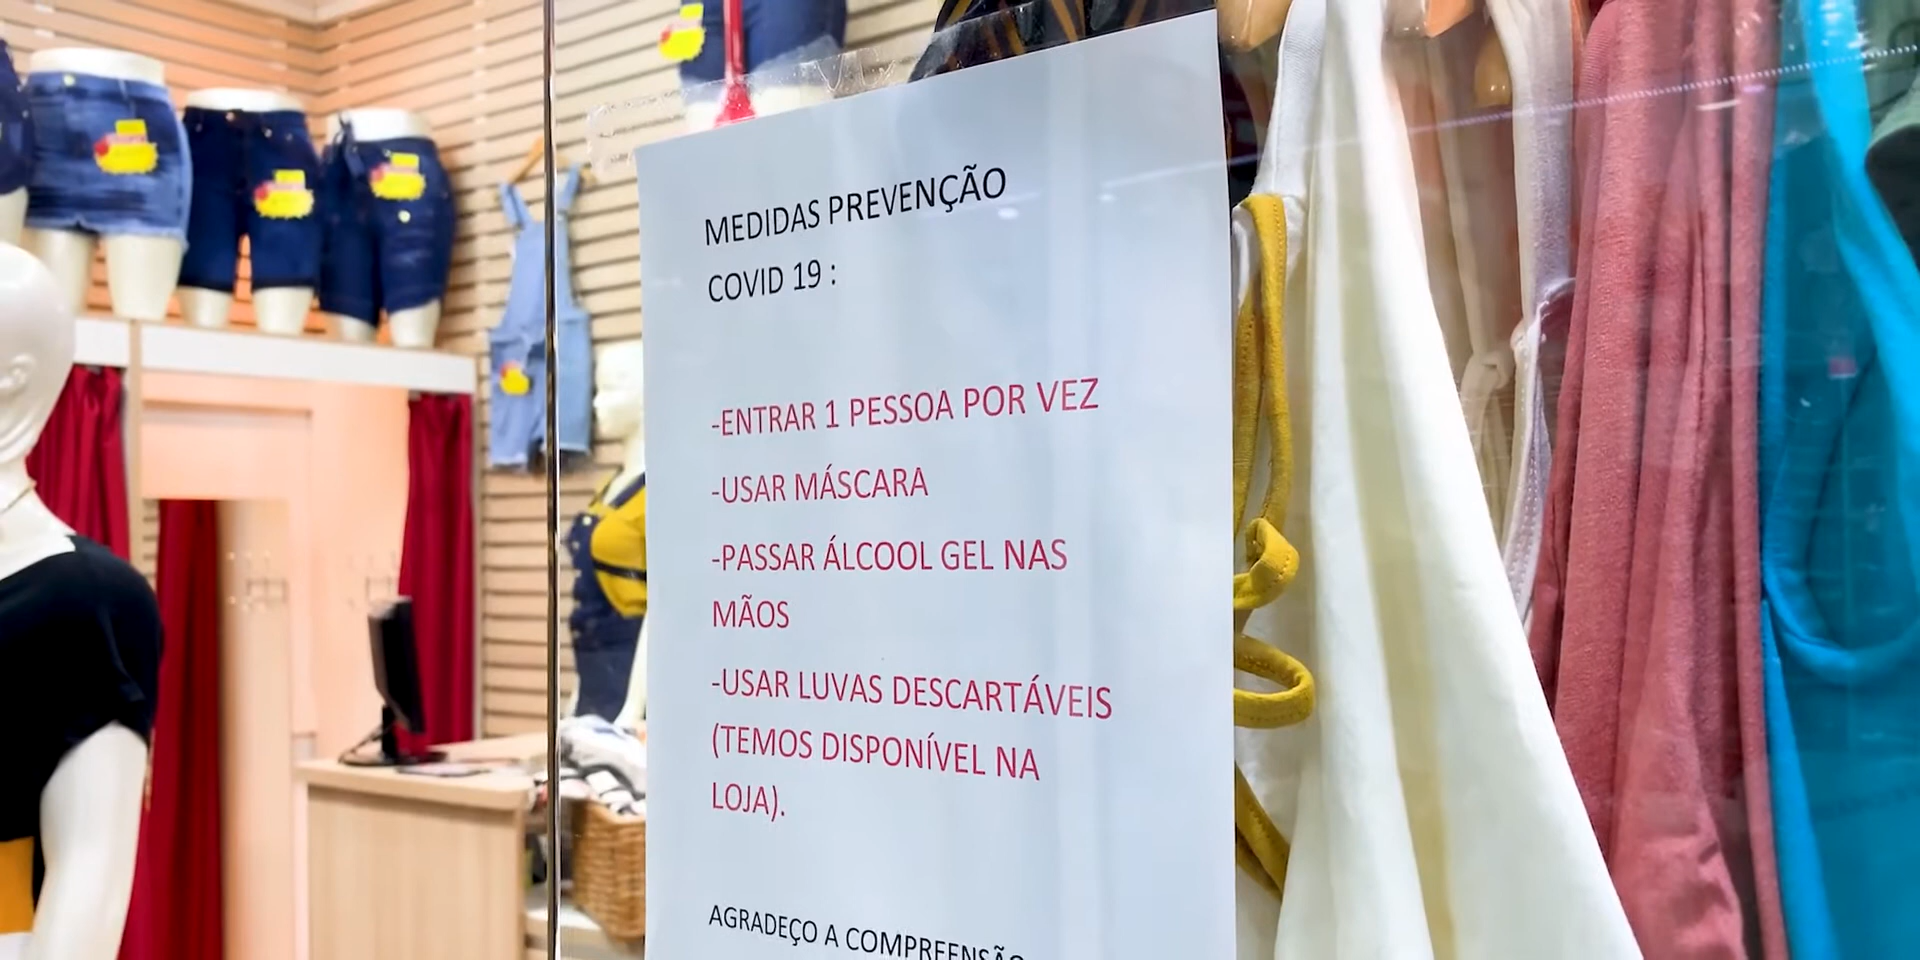 MEDIDAS PREVENÇÃO
COVID 19 :
-ENTRAR 1 PESSOA POR VEZ
-USAR MÁSCARA
-PASSAR ÁLCOOL GEL NAS
MÃOS
-USAR LUVAS DESCARTÁVEIS
(TEMOS DISPONÍVEL NA
LOJA).
AGRADEÇO A COMPREENSÃO